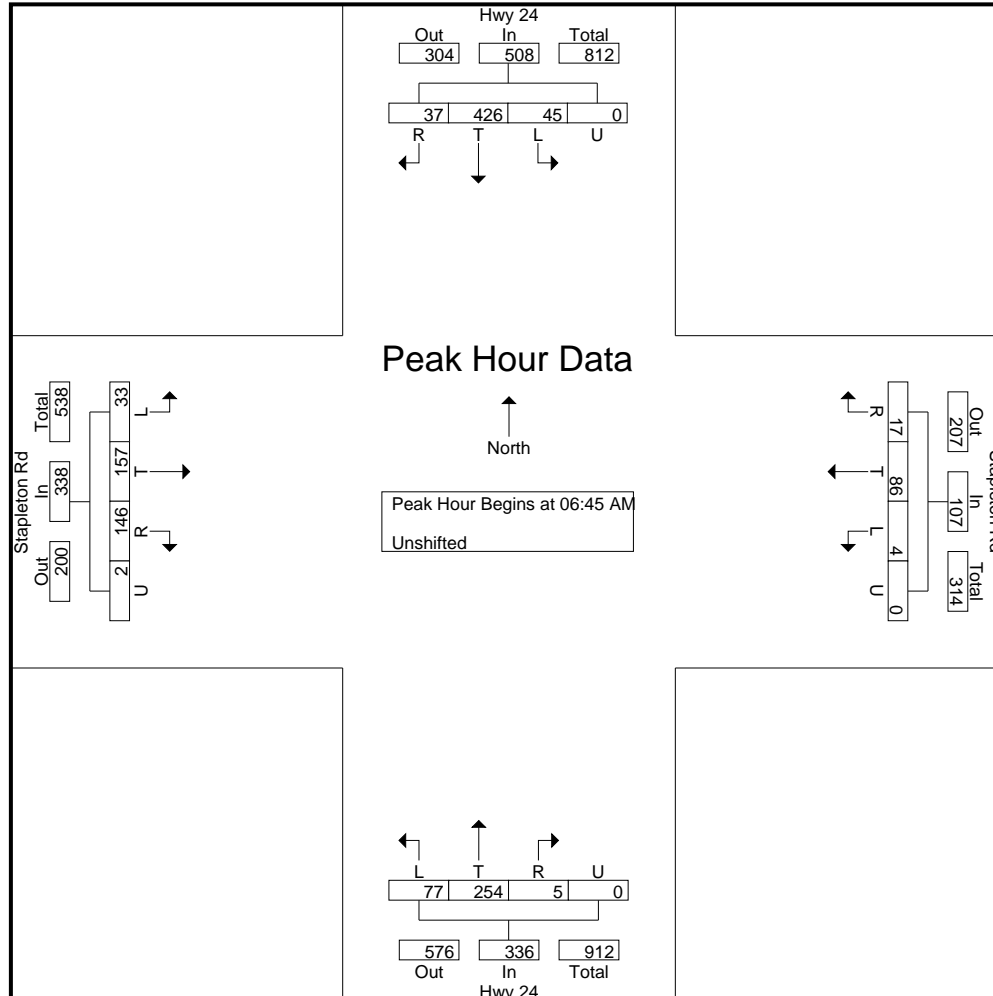 Hwy 24
Out In Total
304 508 812
37 426 45 0
R T L U
Peak Hour Data
North
Peak Hour Begins at 06:45 AM
Unshifted
Stapleton Rd
Out In Total
200 338 538
33 157 146 2
L T R U
Stapleton Rd
Out In Total
207 107 314
17 86 4 0
R T L U
L T R U
77 254 5 0
576 336 912
Out In Total
Hwy 24